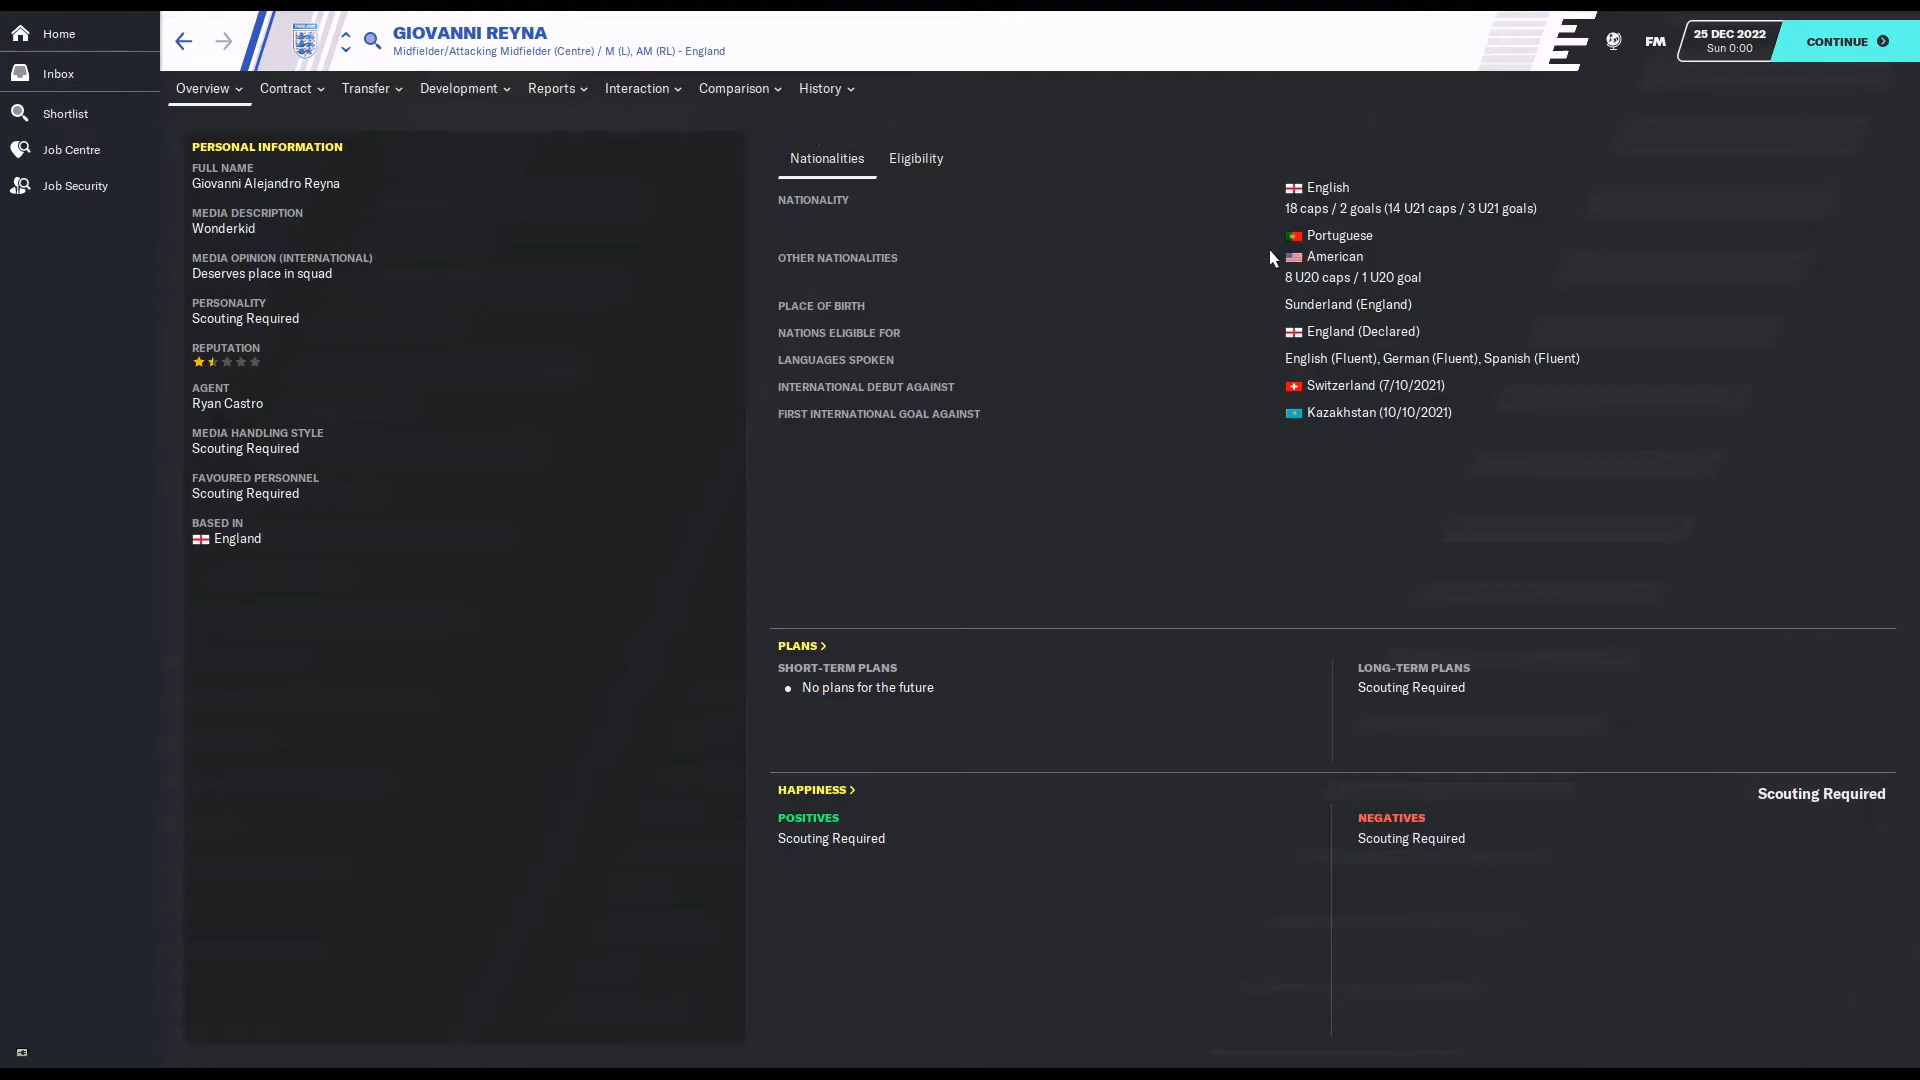 Home
Inbox
Shortlist
Job Centre
Job Security
GIOVANNI REYNA
Midfielder/Attacking Midfielder (Centre) / M (L), AM (RL) - England
FM
25 DEC 2022
Sun 0:00
CONTINUE
Overview
Contract
Transfer
Development
Reports
Interaction
Comparison
History
PERSONAL INFORMATION
FULL NAME
Giovanni Alejandro Reyna
MEDIA DESCRIPTION
Wonderkid
MEDIA OPINION (INTERNATIONAL)
Deserves place in squad
PERSONALITY
Scouting Required
REPUTATION
AGENT
Ryan Castro
MEDIA HANDLING STYLE
Scouting Required
FAVOURED PERSONNEL
Scouting Required
BASED IN
England
Nationalities
Eligibility
NATIONALITY
English
18 caps / 2 goals (14 U21 caps / 3 U21 goals)
OTHER NATIONALITIES
Portuguese
American
8 U20 caps / 1 U20 goal
PLACE OF BIRTH
Sunderland (England)
NATIONS ELIGIBLE FOR
England (Declared)
LANGUAGES SPOKEN
English (Fluent), German (Fluent), Spanish (Fluent)
INTERNATIONAL DEBUT AGAINST
Switzerland (7/10/2021)
FIRST INTERNATIONAL GOAL AGAINST
Kazakhstan (10/10/2021)
PLANS >
SHORT-TERM PLANS
• No plans for the future
LONG-TERM PLANS
Scouting Required
HAPPINESS >
Scouting Required
POSITIVES
Scouting Required
NEGATIVES
Scouting Required